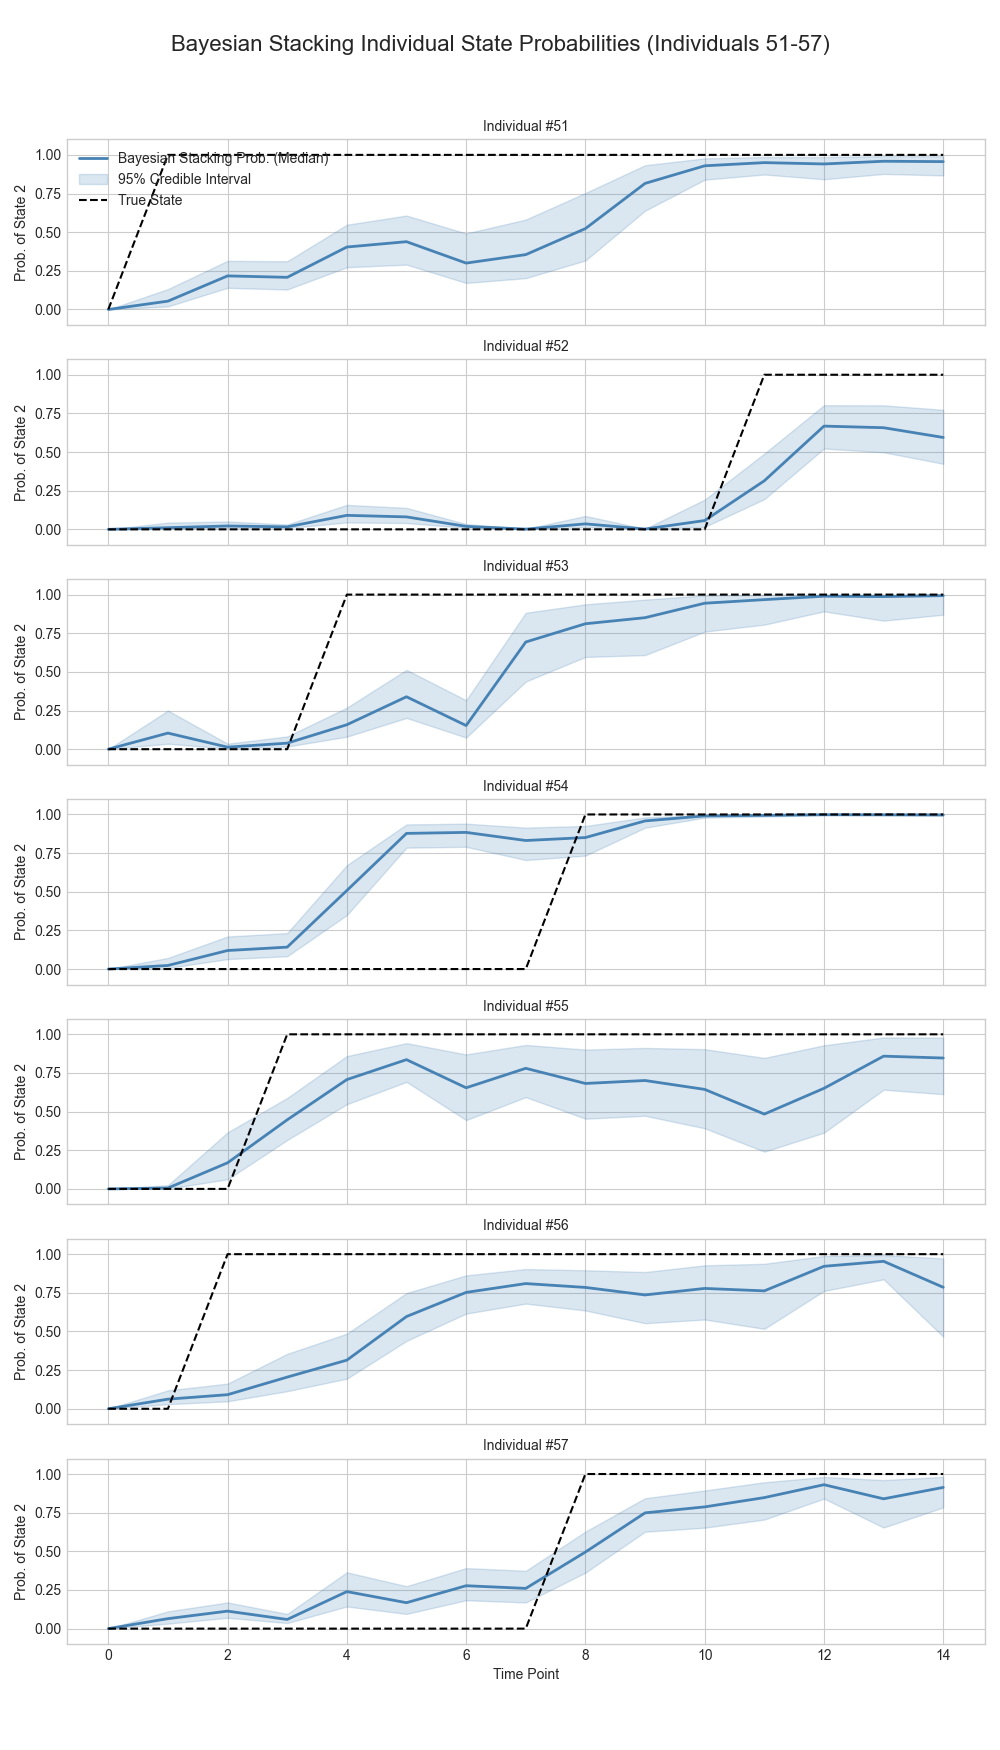 Bayesian Stacking Individual State Probabilities (Individuals 51-57)
Individual #51
Bayesian Stacking Prob. (Median)
95% Credible Interval
True State
Prob. of State 2
1.00
0.75
0.50
0.25
0.00
Individual #52
Prob. of State 2
1.00
0.75
0.50
0.25
0.00
Individual #53
Prob. of State 2
1.00
0.75
0.50
0.25
0.00
Individual #54
Prob. of State 2
1.00
0.75
0.50
0.25
0.00
Individual #55
Prob. of State 2
1.00
0.75
0.50
0.25
0.00
Individual #56
Prob. of State 2
1.00
0.75
0.50
0.25
0.00
Individual #57
Prob. of State 2
1.00
0.75
0.50
0.25
0.00
0 2 4 6 8 10 12 14
Time Point